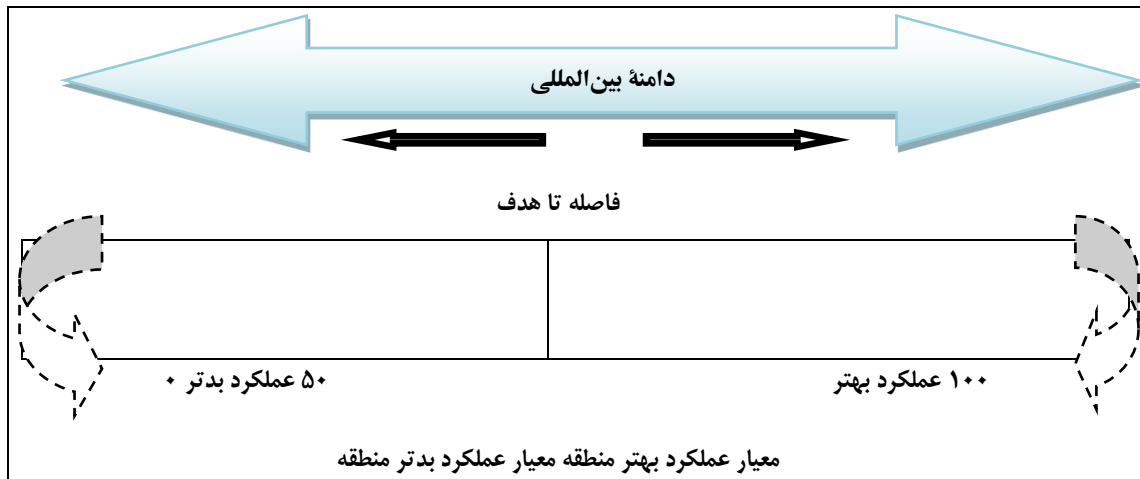 دامنهٔ بین‌المللی
فاصله تا هدف
۱۰۰ عملکرد بهتر
۵۰ عملکرد بدتر ۰
معیار عملکرد بهتر منطقه معیار عملکرد بدتر منطقه